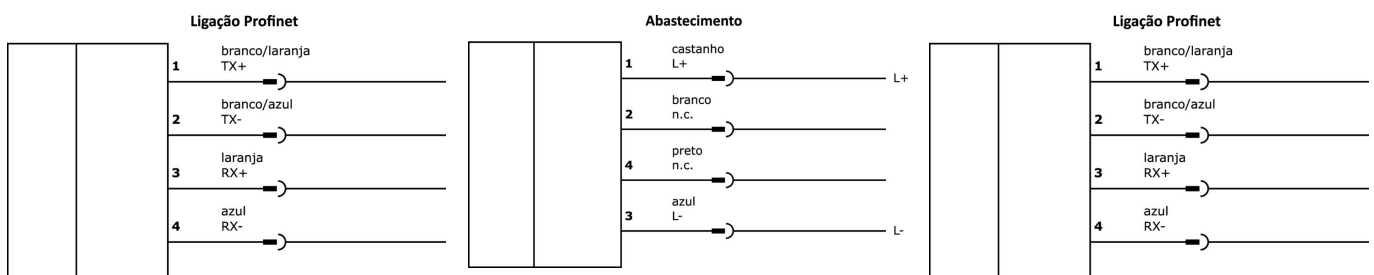 Ligação Profinet
branco/laranja
1 TX+
branco/azul
2 TX-
laranja
3 RX+
azul
4 RX-
Abastecimento
castanho
1 L+
L+
branco
2 n.c.
preto
4 n.c.
azul
3 L-
L-
Ligação Profinet
branco/laranja
1 TX+
branco/azul
2 TX-
laranja
3 RX+
azul
4 RX-